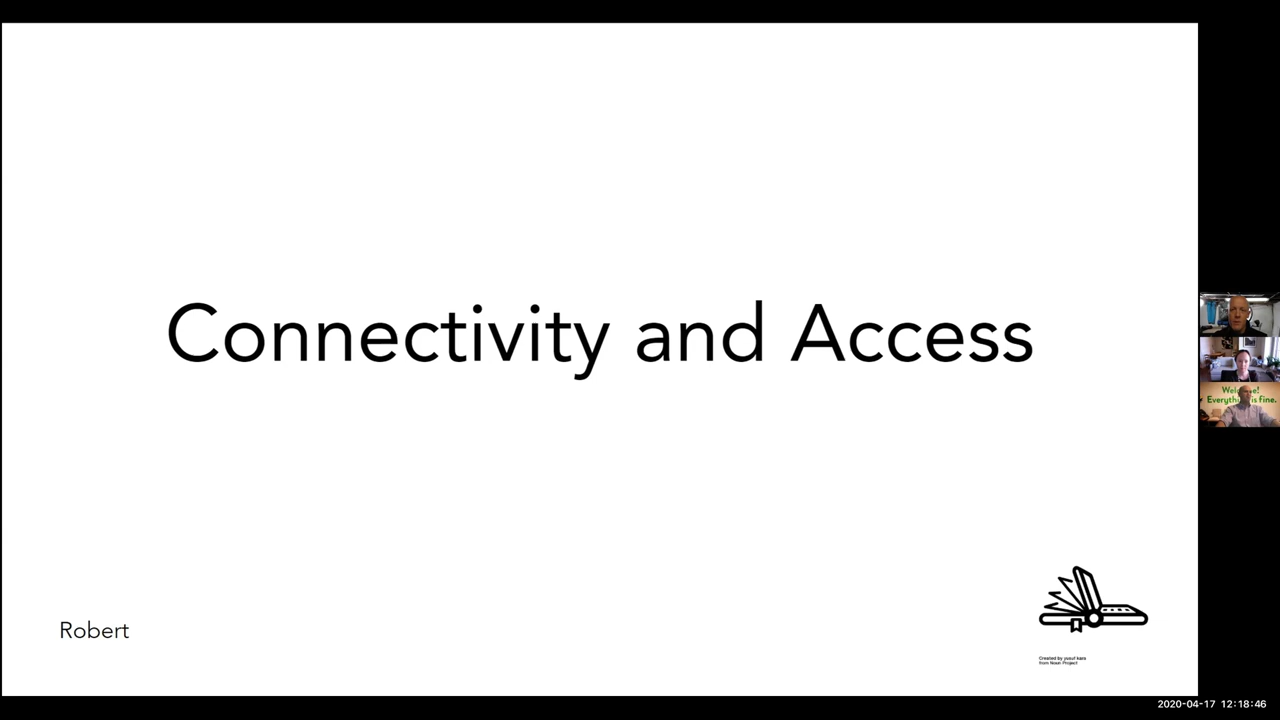 Connectivity and Access
Robert
Created by yusuf kara
from Noun Project
Welcome!
Everything is fine.
2020-04-17 12:18:46